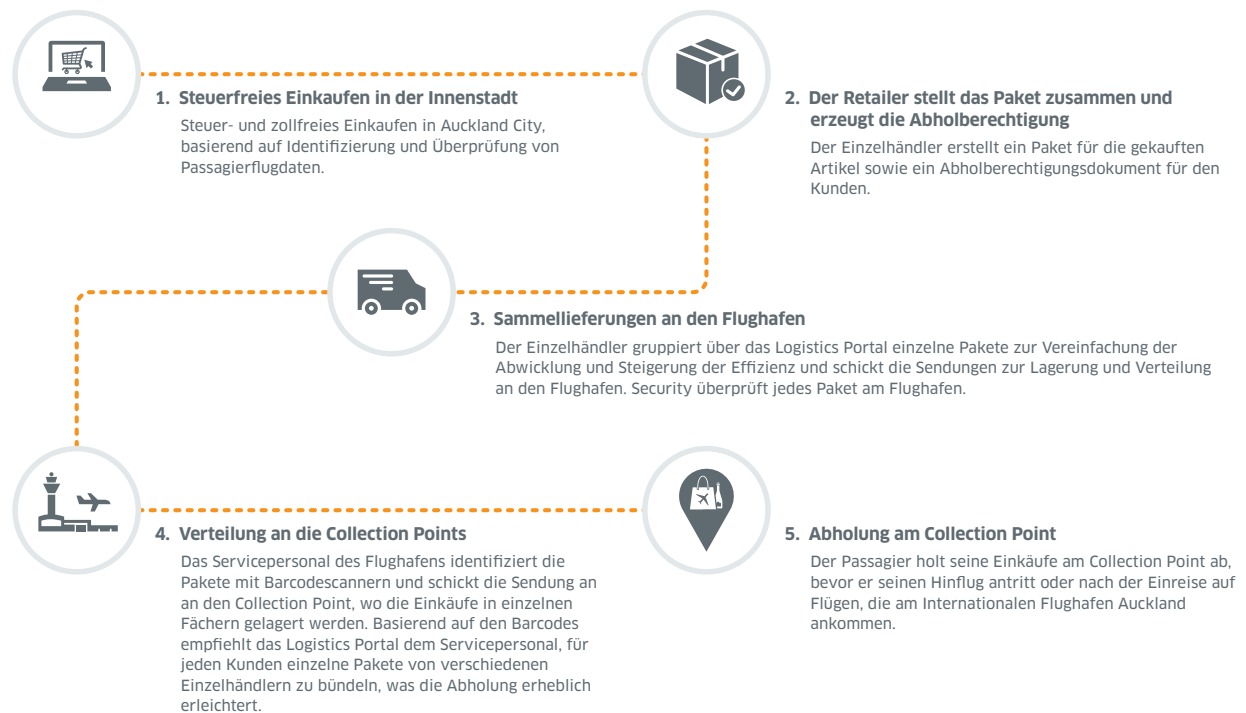 1. Steuerfreies Einkaufen in der Innenstadt
Steuer- und zollfreies Einkaufen in Auckland City,
basierend auf Identifizierung und Überprüfung von
Passagierflugdaten.
2. Der Retailer stellt das Paket zusammen und
erzeugt die Abholberechtigung
Der Einzelhändler erstellt ein Paket für die gekauften
Artikel sowie ein Abholberechtigungsdokument für den
Kunden.
3. Sammellieferungen an den Flughafen
Der Einzelhändler gruppiert über das Logistics Portal einzelne Pakete zur Vereinfachung der
Abwicklung und Steigerung der Effizienz und schickt die Sendungen zur Lagerung und Verteilung
an den Flughafen. Security überprüft jedes Paket am Flughafen.
4. Verteilung an die Collection Points
Das Servicepersonal des Flughafens identifiziert die
Pakete mit Barcodescannern und schickt die Sendung an
an den Collection Point, wo die Einkäufe in einzelnen
Fächern gelagert werden. Basierend auf den Barcodes
empfiehlt das Logistics Portal dem Servicepersonal, für
jeden Kunden einzelne Pakete von verschiedenen
Einzelhändlern zu bündeln, was die Abholung erheblich
erleichtert.
5. Abholung am Collection Point
Der Passagier holt seine Einkäufe am Collection Point ab,
bevor er seinen Hinflug antritt oder nach der Einreise auf
Flügen, die am Internationalen Flughafen Auckland
ankommen.